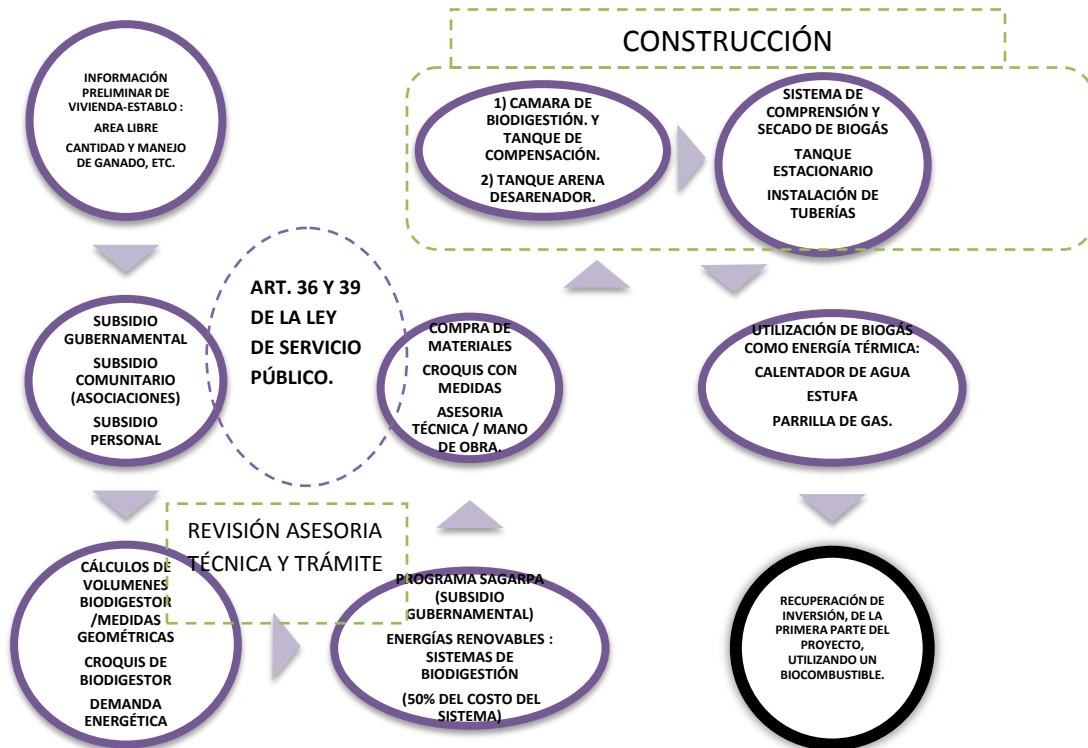 INFORMACIÓN
PRELIMINAR DE
VIVIENDA-ESTABLO :
AREA LIBRE
CANTIDAD Y MANEJO
DE GANADO, ETC.
SUBSIDIO
GUBERNAMENTAL
SUBSIDIO
COMUNITARIO
(ASOCIACIONES)
SUBSIDIO
PERSONAL
ART. 36 Y 39
DE LA LEY
DE SERVICIO
PÚBLICO.
CÁLCULOS DE
VOLUMENES
BIODIGESTOR
/MEDIDAS
GEOMÉTRICAS
CROQUIS DE
BIODIGESTOR
DEMANDA
ENERGÉTICA
REVISIÓN ASESORIA
TÉCNICA Y TRÁMITE
PROGRAMA SAGARPA
(SUBSIDIO
GUBERNAMENTAL)
ENERGÍAS RENOVABLES :
SISTEMAS DE
BIODIGESTIÓN
(50% DEL COSTO DEL
SISTEMA)
COMPRA DE
MATERIALES
CROQUIS CON
MEDIDAS
ASESORIA
TÉCNICA / MANO
DE OBRA.
CONSTRUCCIÓN
1) CAMARA DE
BIODIGESTIÓN. Y
TANQUE DE
COMPENSACIÓN.
2) TANQUE ARENA
DESARENADOR.
SISTEMA DE
COMPRENSIÓN Y
SECADO DE BIOGÁS
TANQUE
ESTACIONARIO
INSTALACIÓN DE
TUBERÍAS
UTILIZACIÓN DE BIOGÁS
COMO ENERGÍA TÉRMICA:
CALENTADOR DE AGUA
ESTUFA
PARRILLA DE GAS.
RECUPERACIÓN DE
INVERSIÓN, DE LA
PRIMERA PARTE DEL
PROYECTO,
UTILIZANDO UN
BIOCOMBUSTIBLE.